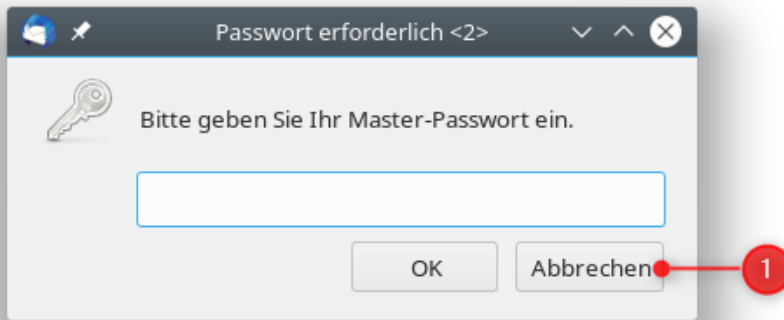 Passwort erforderlich <2>
Bitte geben Sie Ihr Master-Passwort ein.
OK
Abbrechen
1